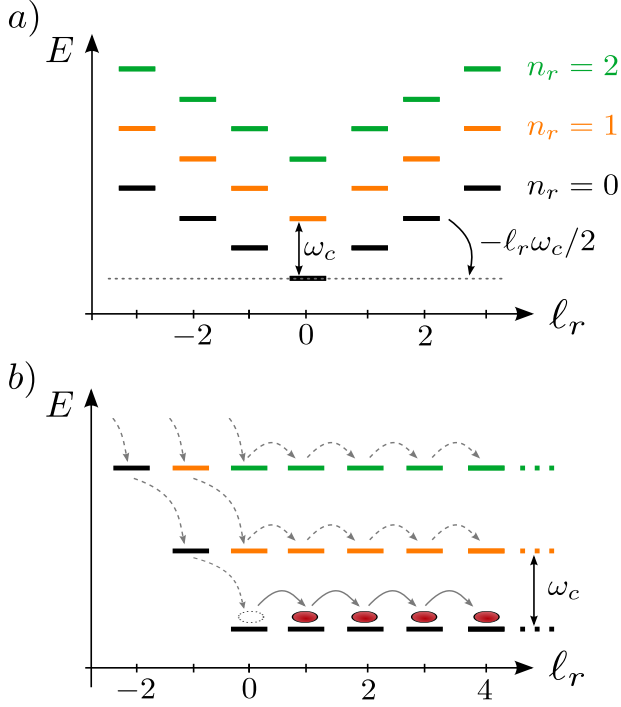 a)
E
n_r = 2
n_r = 1
n_r = 0
ω_c
−ℓ_r ω_c/2
−2 0 2
ℓ_r
b)
E
ω_c
−2 0 2 4
ℓ_r